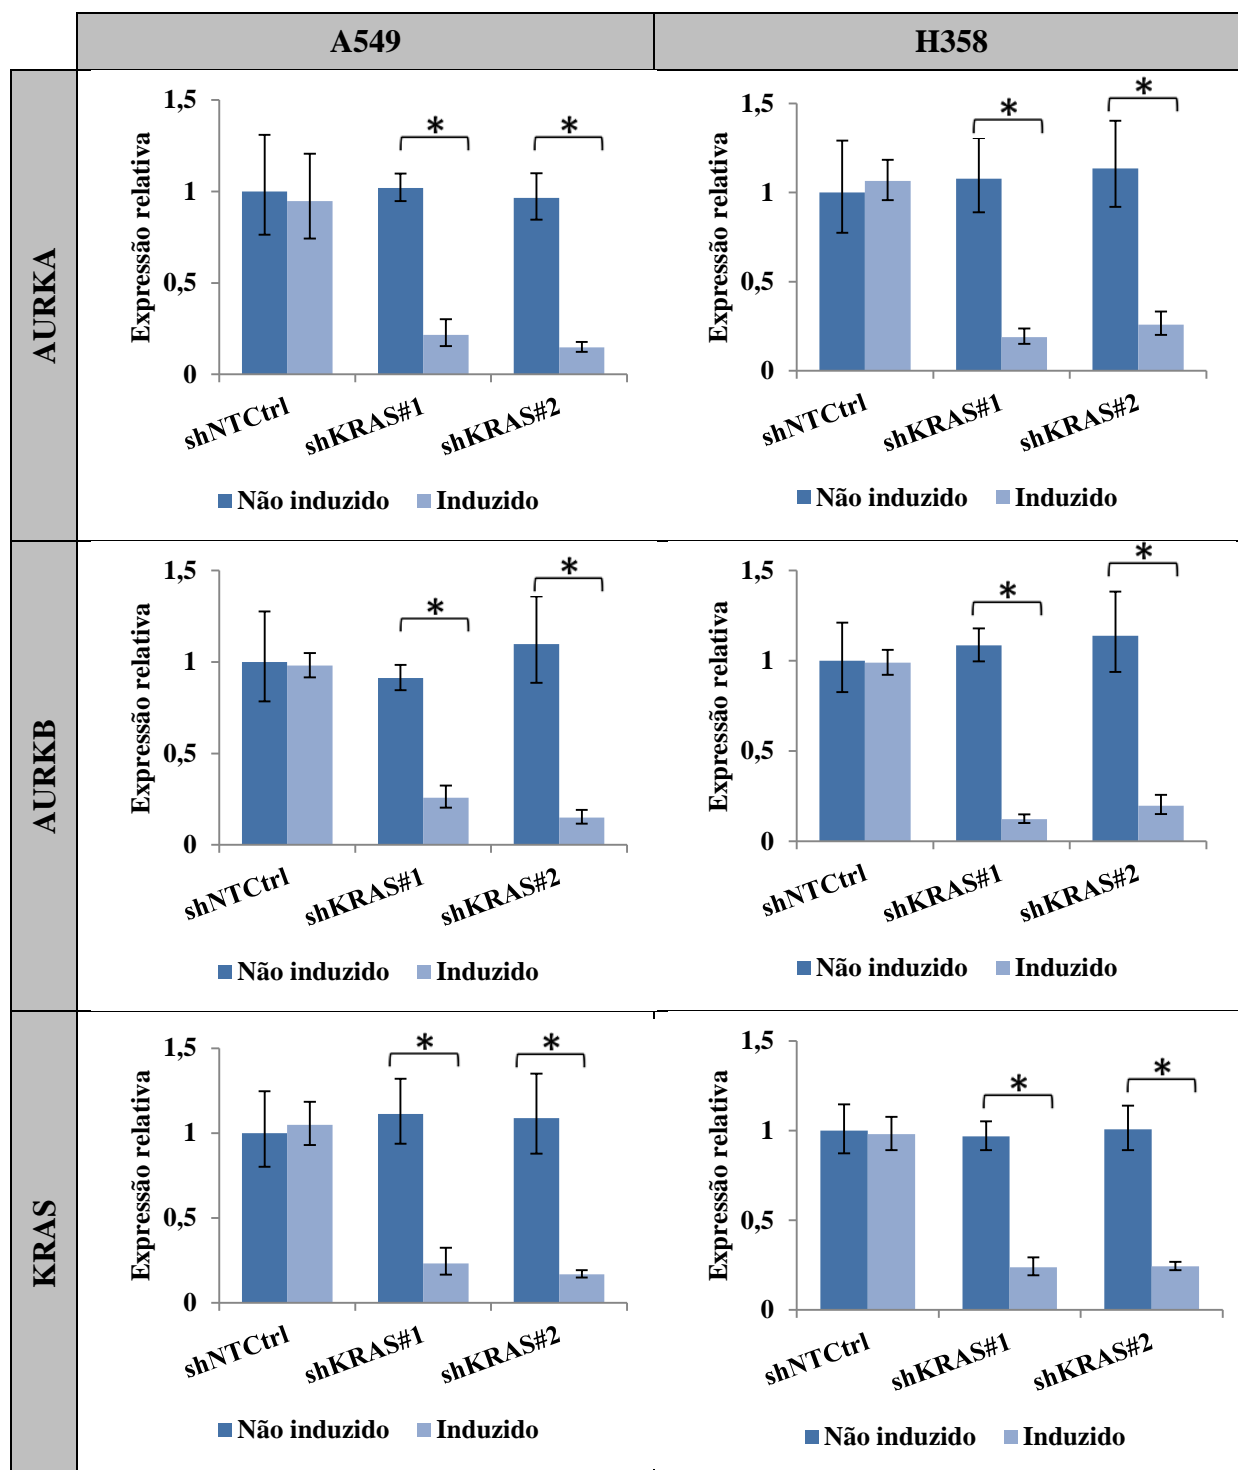 A549
H358
AURKA
Expressão relativa
1,5
1
0,5
0
*
*
shNTCtrl
shKRAS#1
shKRAS#2
Não induzido
Induzido
Expressão relativa
1,5
1
0,5
0
*
*
shNTCtrl
shKRAS#1
shKRAS#2
Não induzido
Induzido
AURKB
Expressão relativa
1,5
1
0,5
0
*
*
shNTCtrl
shKRAS#1
shKRAS#2
Não induzido
Induzido
Expressão relativa
1,5
1
0,5
0
*
*
shNTCtrl
shKRAS#1
shKRAS#2
Não induzido
Induzido
KRAS
Expressão relativa
1,5
1
0,5
0
*
*
shNTCtrl
shKRAS#1
shKRAS#2
Não induzido
Induzido
Expressão relativa
1,5
1
0,5
0
*
*
shNTCtrl
shKRAS#1
shKRAS#2
Não induzido
Induzido